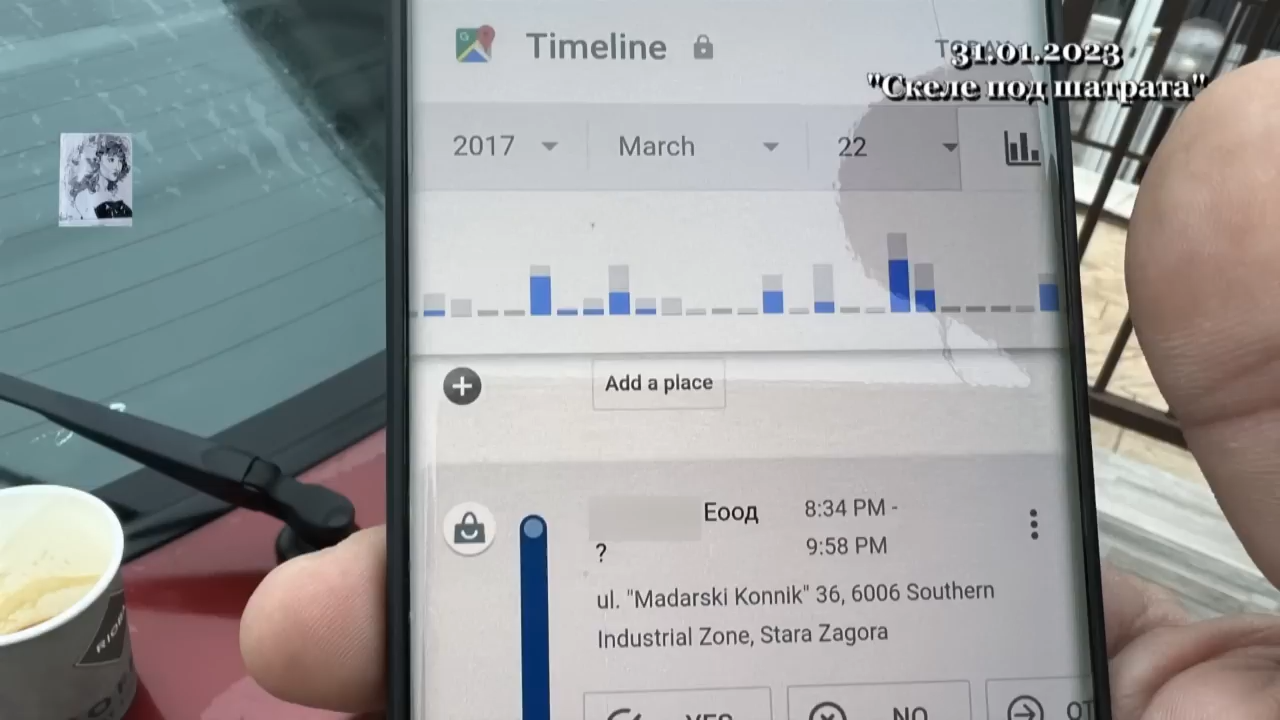 Timeline
31.01.2023
"Скеле под шатрата"
2017 March 22
Add a place
Еоод
?
8:34 PM -
9:58 PM
ul. "Madarski Konnik" 36, 6006 Southern
Industrial Zone, Stara Zagora
YES NO